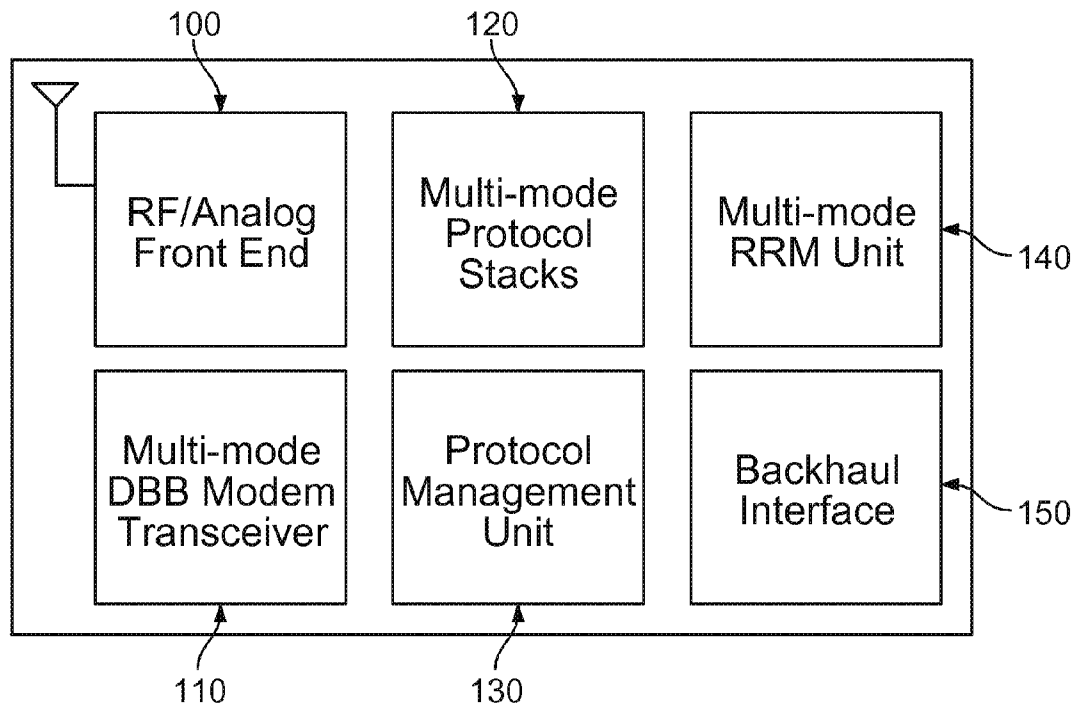 100
120
RF/Analog
Front End
Multi-mode
Protocol
Stacks
Multi-mode
RRM Unit
140
Multi-mode
DBB Modem
Transceiver
Protocol
Management
Unit
Backhaul
Interface
150
110
130